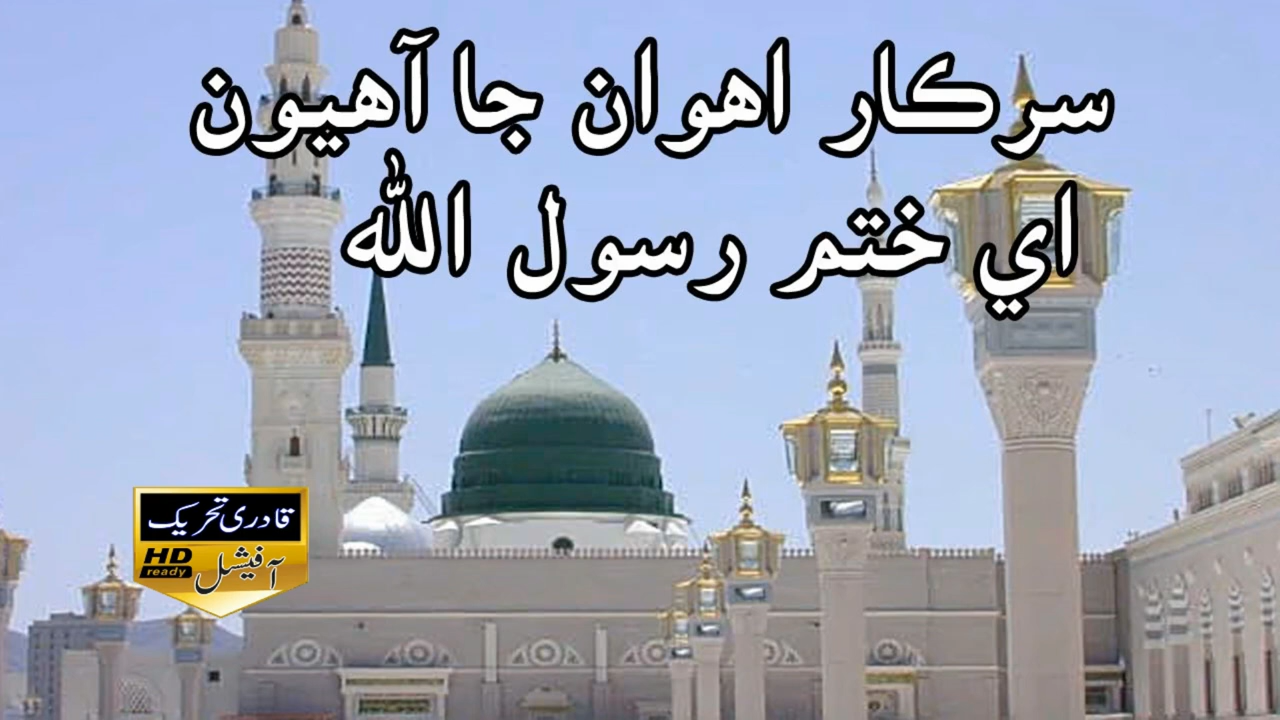 سرڪار اهوان جا آهيون
اي ختم رسول الله
قادری تحریک
HD
ready
آفیشل